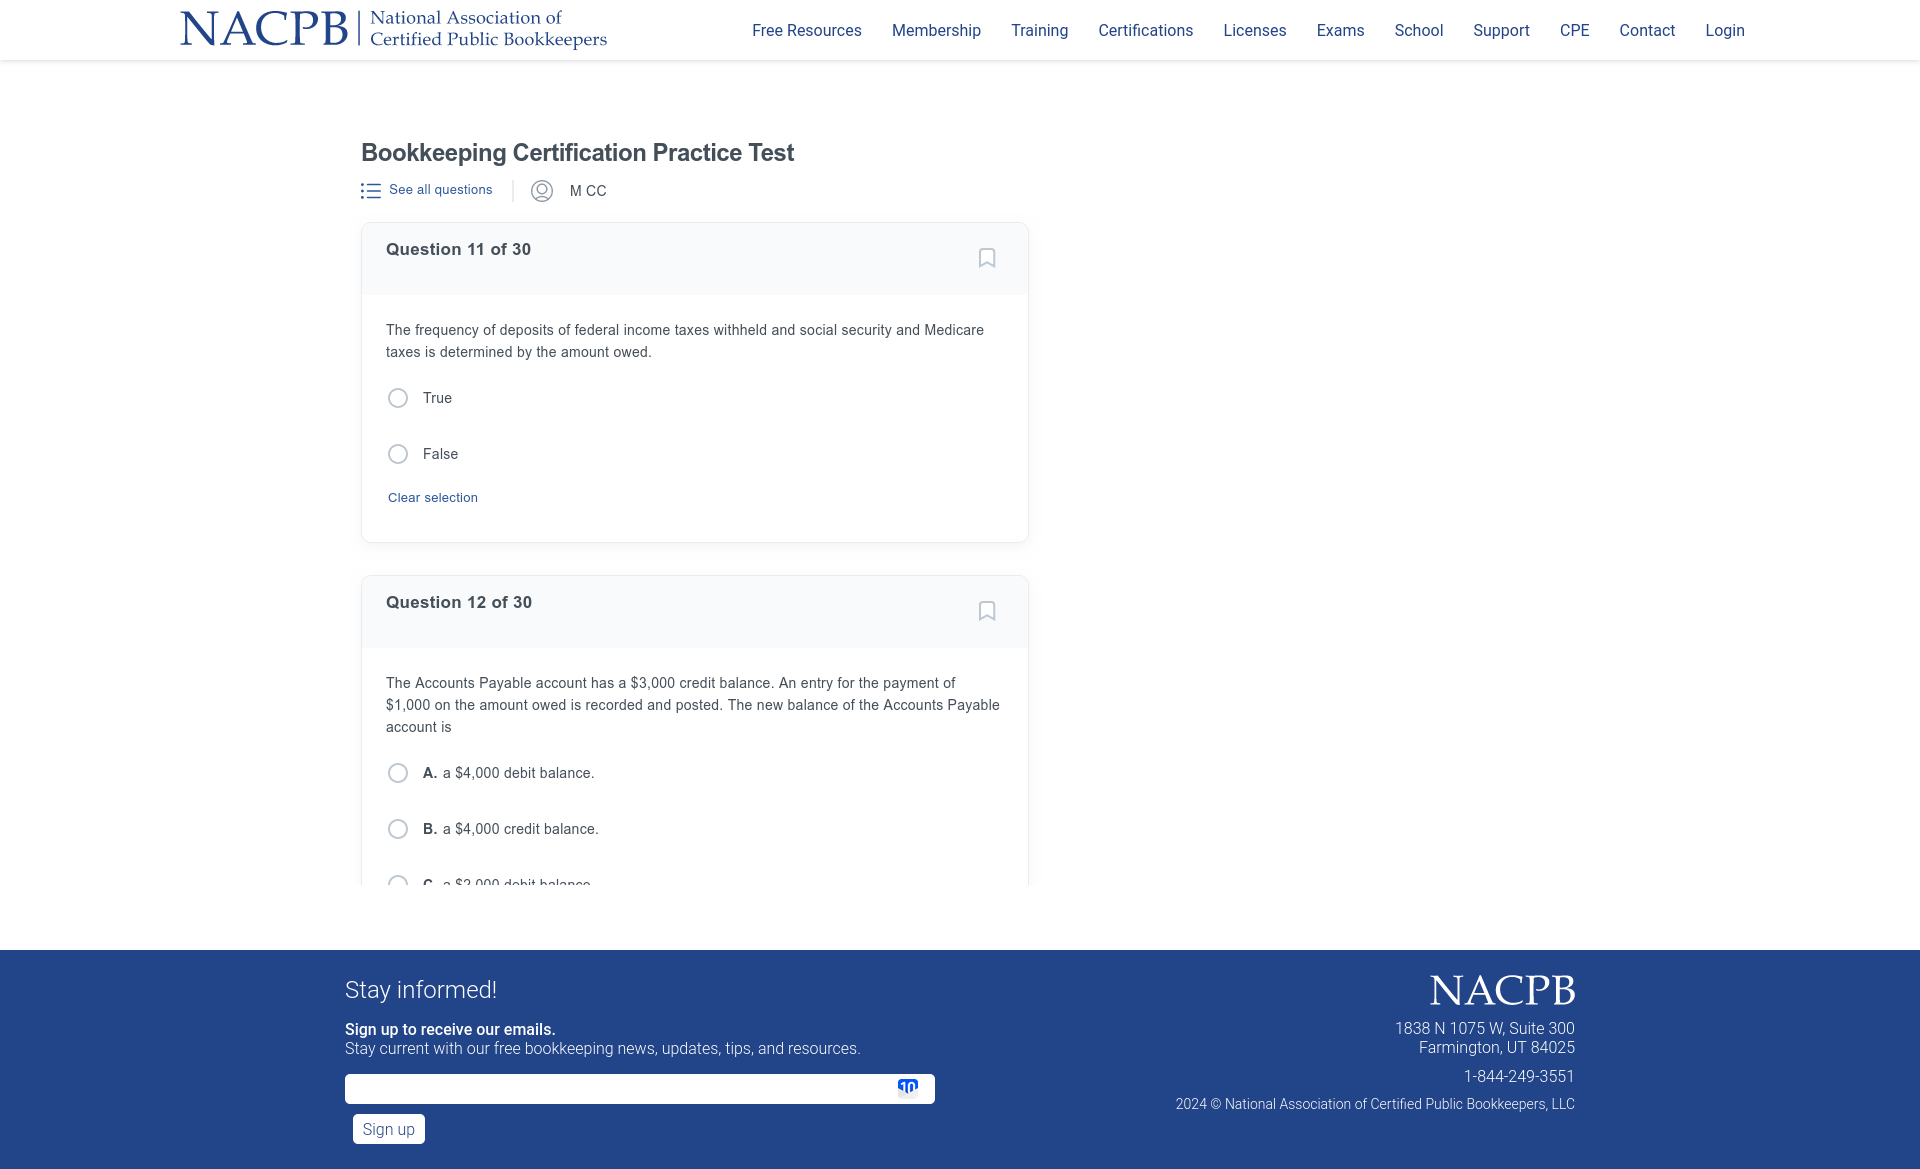 NACPB National Association of Certified Public Bookkeepers
Free Resources Membership Training Certifications Licenses Exams School Support CPE Contact Login
Bookkeeping Certification Practice Test
See all questions M CC
Question 11 of 30
The frequency of deposits of federal income taxes withheld and social security and Medicare
taxes is determined by the amount owed.
True
False
Clear selection
Question 12 of 30
The Accounts Payable account has a $3,000 credit balance. An entry for the payment of
$1,000 on the amount owed is recorded and posted. The new balance of the Accounts Payable
account is
A. a $4,000 debit balance.
B. a $4,000 credit balance.
C. a $2,000 debit balance.
Stay informed!
Sign up to receive our emails.
Stay current with our free bookkeeping news, updates, tips, and resources.
10
Sign up
NACPB
1838 N 1075 W, Suite 300
Farmington, UT 84025
1-844-249-3551
2024 © National Association of Certified Public Bookkeepers, LLC